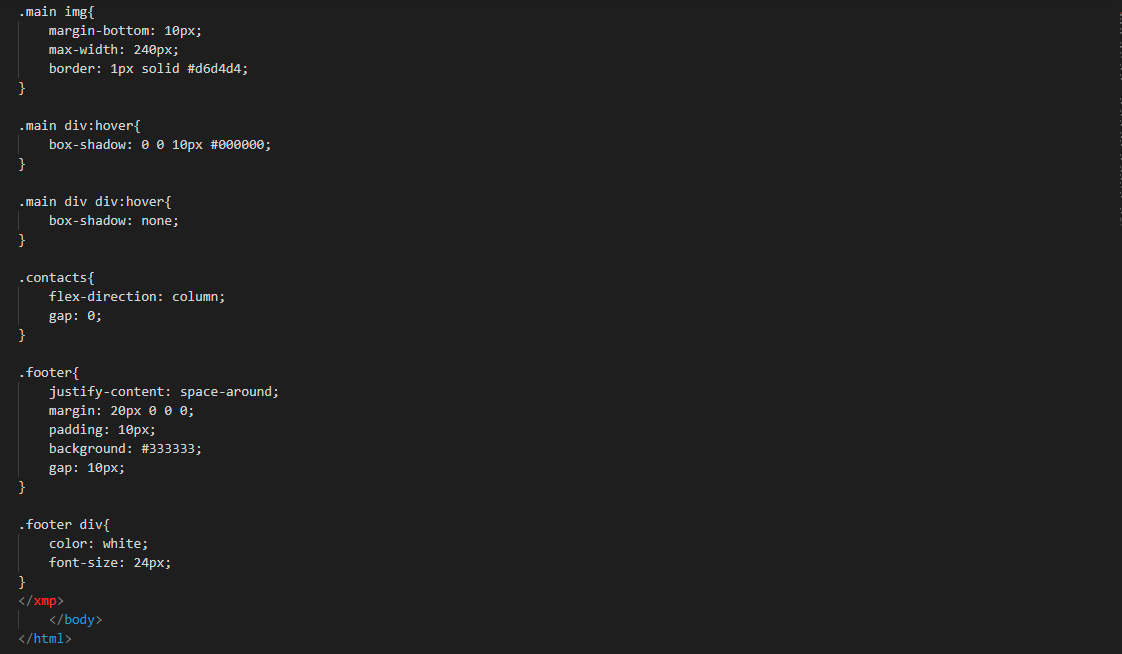 .main img{
    margin-bottom: 10px;
    max-width: 240px;
    border: 1px solid #d6d4d4;
}

.main div:hover{
    box-shadow: 0 0 10px #000000;
}

.main div div:hover{
    box-shadow: none;
}

.contacts{
    flex-direction: column;
    gap: 0;
}

.footer{
    justify-content: space-around;
    margin: 20px 0 0 0;
    padding: 10px;
    background: #333333;
    gap: 10px;
}

.footer div{
    color: white;
    font-size: 24px;
}
</xmp>
    </body>
</html>